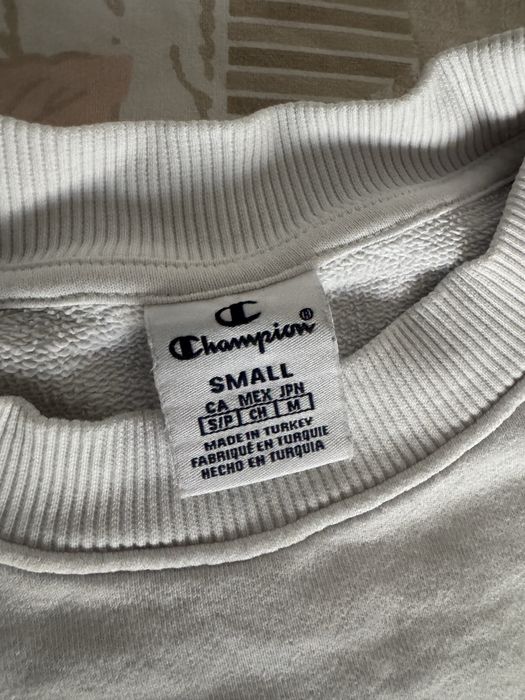 Champion®
SMALL
CA MEX JPN
S/P CH M
MADE IN TURKEY
FABRIQUÉ EN TURQUIE
HECHO EN TURQUIA